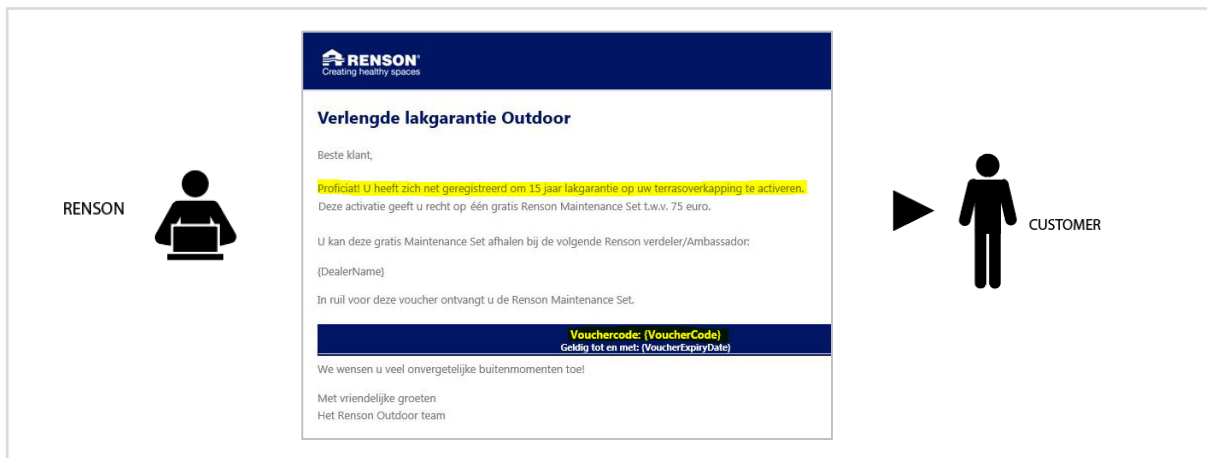 RENSON
RENSON
Creating healthy spaces
Verlengde lakgarantie Outdoor
Beste klant,
Proficiat! U heeft zich net geregistreerd om 15 jaar lakgarantie op uw terrasoverkapping te activeren.
Deze activatie geeft u recht op één gratis Renson Maintenance Set t.w.v. 75 euro.
U kan deze gratis Maintenance Set afhalen bij de volgende Renson verdeler/Ambassador:
{DealerName}
In ruil voor deze voucher ontvangt u de Renson Maintenance Set.
Vouchercode: {VoucherCode}
Geldig tot en met: {VoucherExpiryDate}
We wensen u veel onvergetelijke buitenmomenten toe!
Met vriendelijke groeten
Het Renson Outdoor team
CUSTOMER